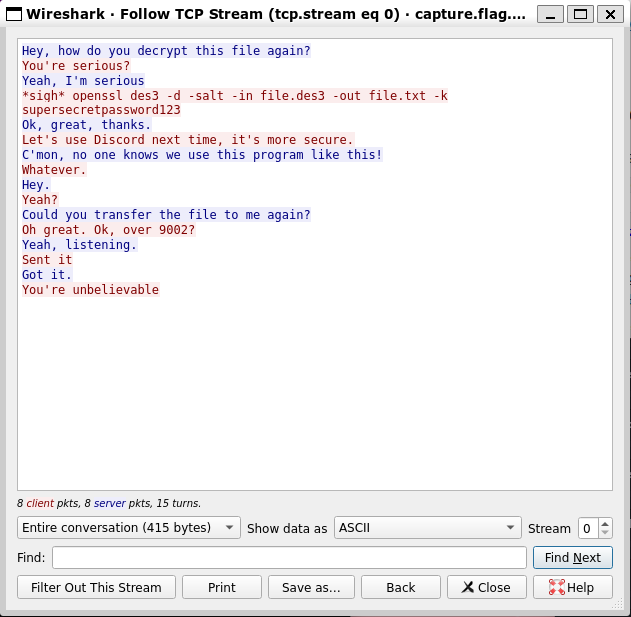 Wireshark · Follow TCP Stream (tcp.stream eq 0) · capture.flag....
Hey, how do you decrypt this file again?
You're serious?
Yeah, I'm serious
*sigh* openssl des3 -d -salt -in file.des3 -out file.txt -k
supersecretpassword123
Ok, great, thanks.
Let's use Discord next time, it's more secure.
C'mon, no one knows we use this program like this!
Whatever.
Hey.
Yeah?
Could you transfer the file to me again?
Oh great. Ok, over 9002?
Yeah, listening.
Sent it
Got it.
You're unbelievable
8 client pkts, 8 server pkts, 15 turns.
Entire conversation (415 bytes) Show data as ASCII Stream 0
Find: Find Next
Filter Out This Stream Print Save as... Back Close Help